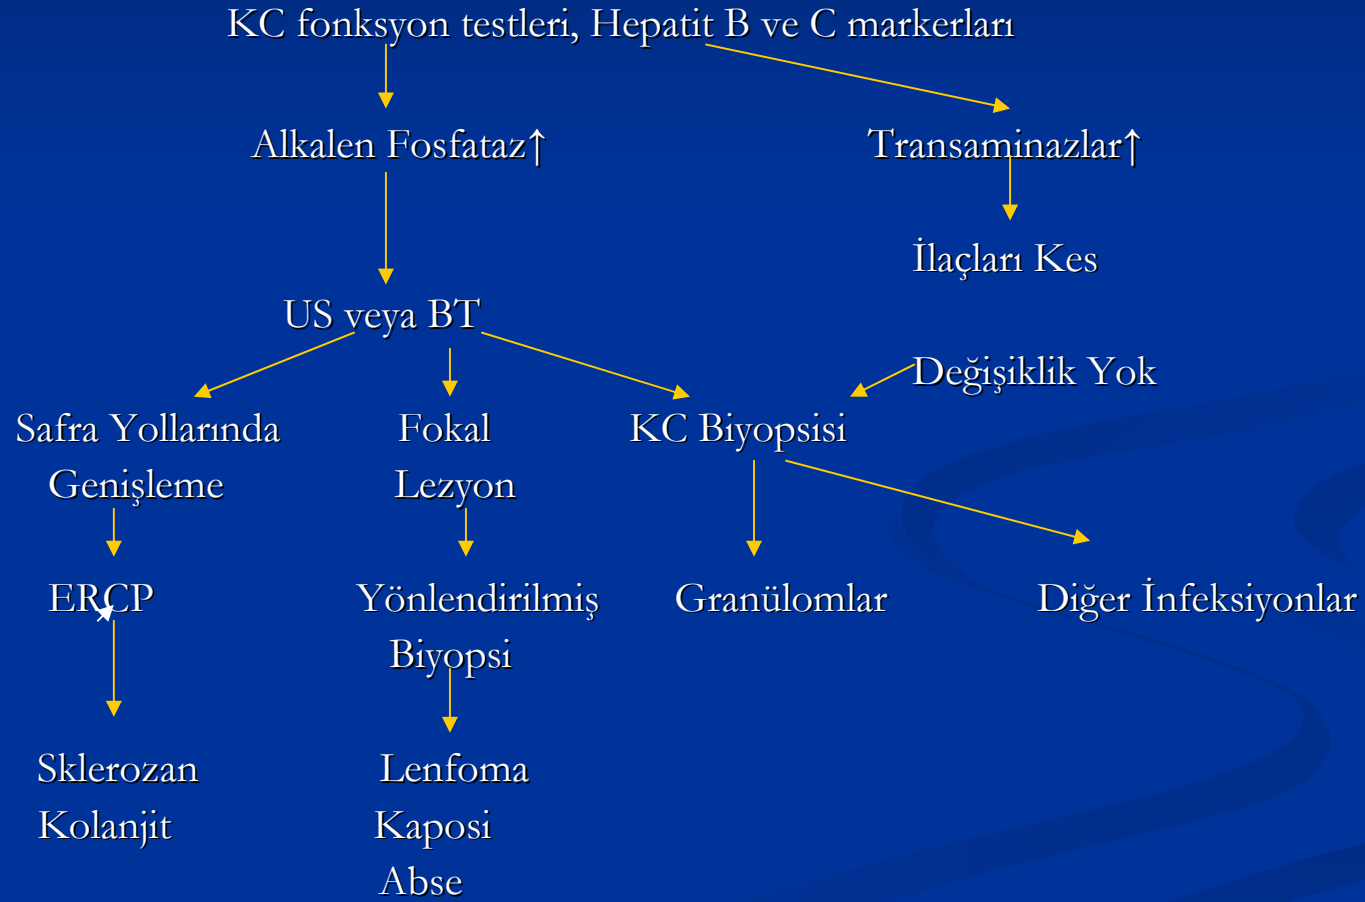 KC fonksyon testleri, Hepatit B ve C markerları
Alkalen Fosfataz↑
Transaminazlar↑
İlaçları Kes
US veya BT
Değişiklik Yok
Safra Yollarında
Genişleme
Fokal
Lezyon
KC Biyopsisi
ERCP
Yönlendirilmiş
Biyopsi
Granülomlar
Diğer İnfeksiyonlar
Sklerozan
Kolanjit
Lenfoma
Kaposi
Abse